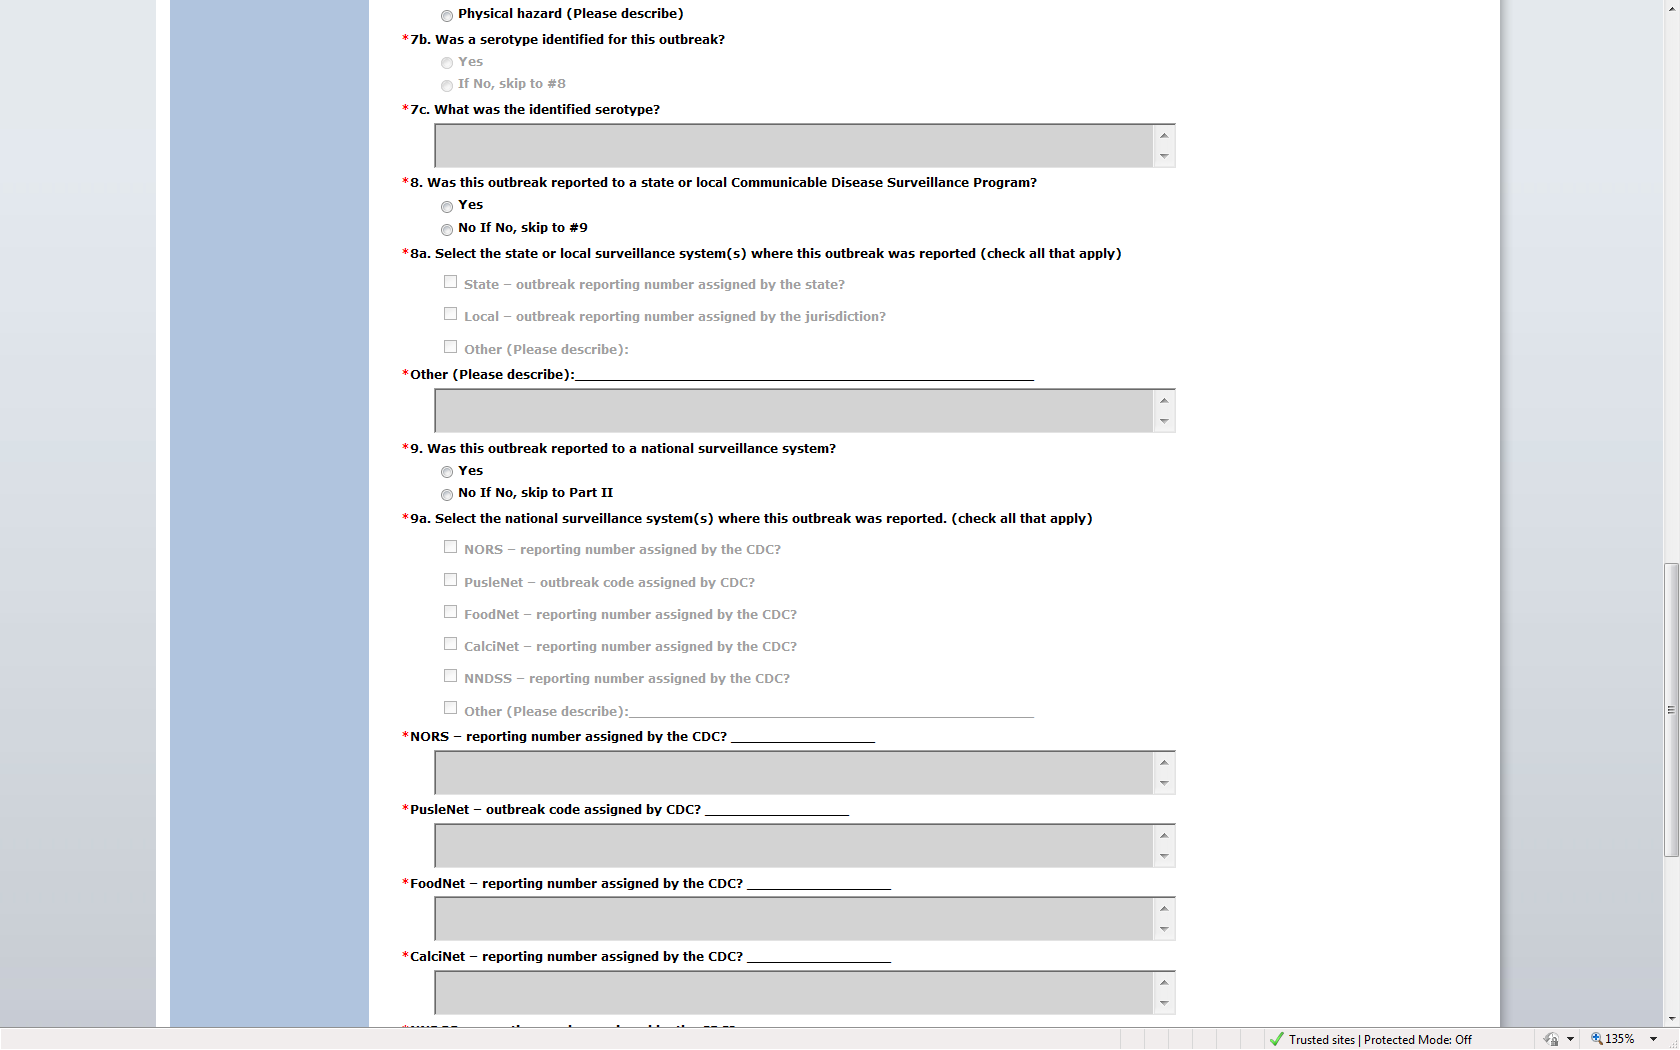 Physical hazard (Please describe)
*7b. Was a serotype identified for this outbreak?
Yes
If No, skip to #8
*7c. What was the identified serotype?
*8. Was this outbreak reported to a state or local Communicable Disease Surveillance Program?
Yes
No If No, skip to #9
*8a. Select the state or local surveillance system(s) where this outbreak was reported (check all that apply)
State – outbreak reporting number assigned by the state?
Local – outbreak reporting number assigned by the jurisdiction?
Other (Please describe):
*Other (Please describe):___________________________________________________
*9. Was this outbreak reported to a national surveillance system?
Yes
No If No, skip to Part II
*9a. Select the national surveillance system(s) where this outbreak was reported. (check all that apply)
NORS – reporting number assigned by the CDC?
PusleNet – outbreak code assigned by CDC?
FoodNet – reporting number assigned by the CDC?
CalciNet – reporting number assigned by the CDC?
NNDSS – reporting number assigned by the CDC?
Other (Please describe):_____________________________________________
*NORS – reporting number assigned by the CDC? ________________
*PusleNet – outbreak code assigned by CDC? ________________
*FoodNet – reporting number assigned by the CDC? ________________
*CalciNet – reporting number assigned by the CDC? ________________
Trusted sites | Protected Mode: Off
135%